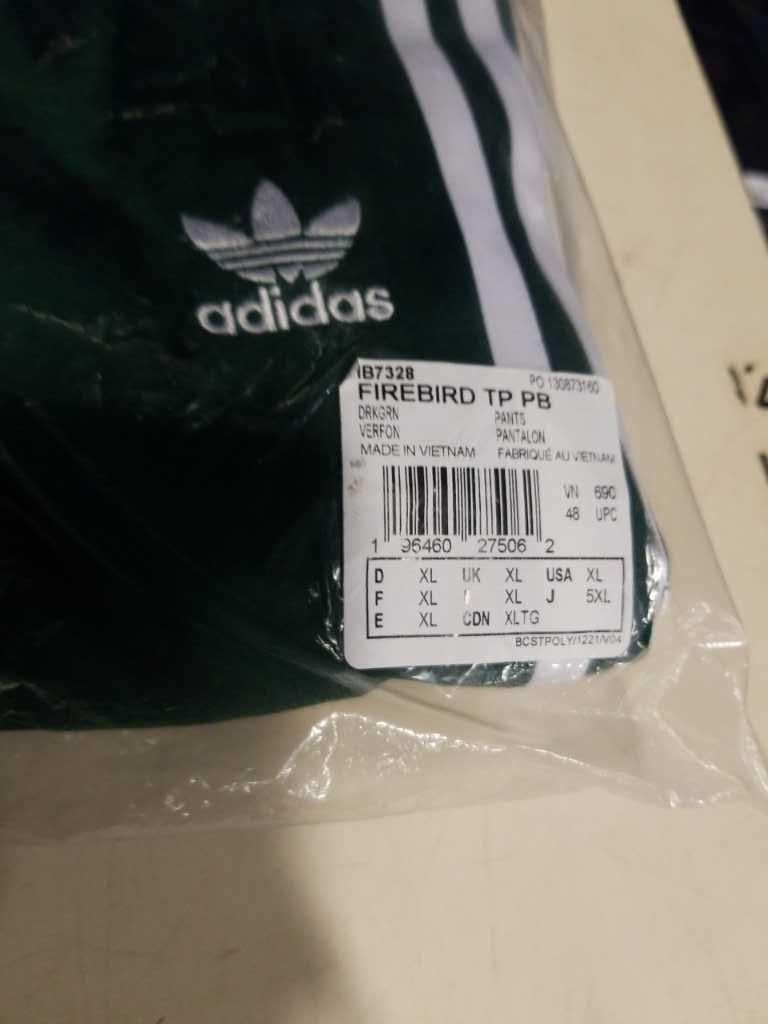 adidas
IB7328 PO 130873160
FIREBIRD TP PB
DRKGRN PANTS
VERFON PANTALON
MADE IN VIETNAM FABRIQUÉ AU VIETNAM
VN 690
48 UPC
1 96460 27506 2
D XL UK XL USA XL
F XL XL J 5XL
E XL CDN XLTG
BCSTPOLY/1221/V04